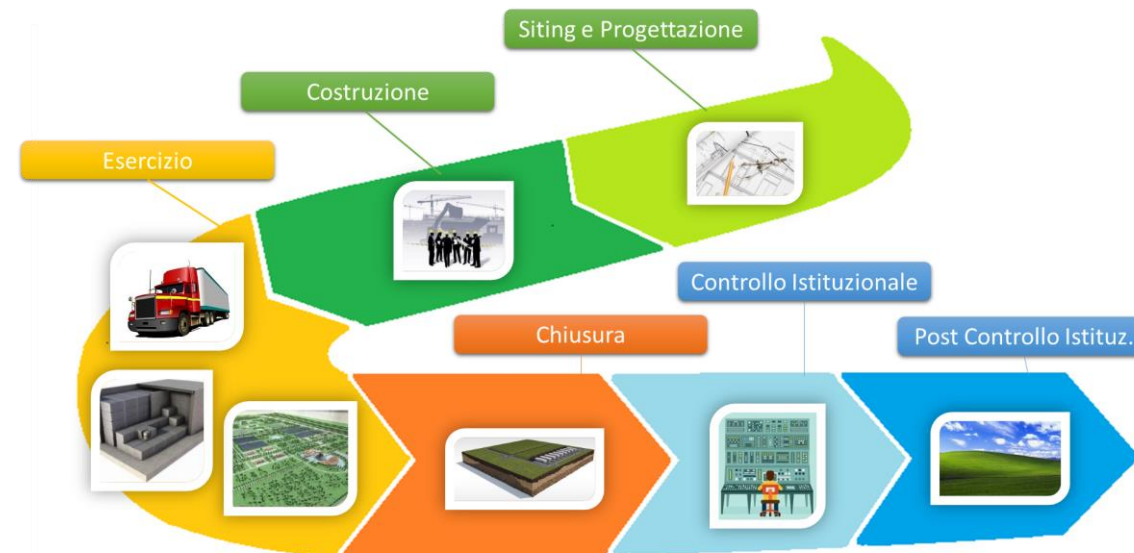 Siting e Progettazione
Costruzione
Esercizio
Controllo Istituzionale
Chiusura
Post Controllo Istituz.